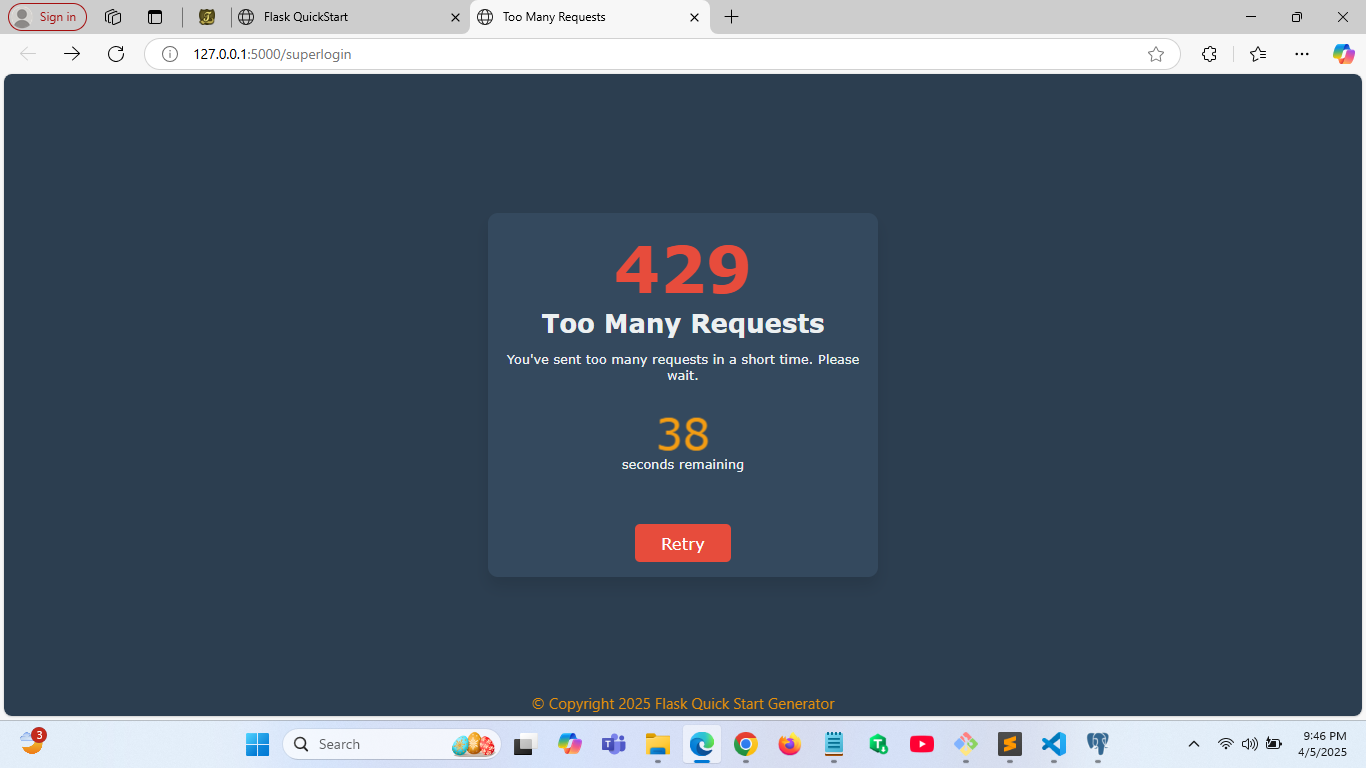 Sign in
Flask QuickStart
Too Many Requests
127.0.0.1:5000/superlogin
429
Too Many Requests
You've sent too many requests in a short time. Please
wait.
38
seconds remaining
Retry
© Copyright 2025 Flask Quick Start Generator
3
Search
9:46 PM
4/5/2025